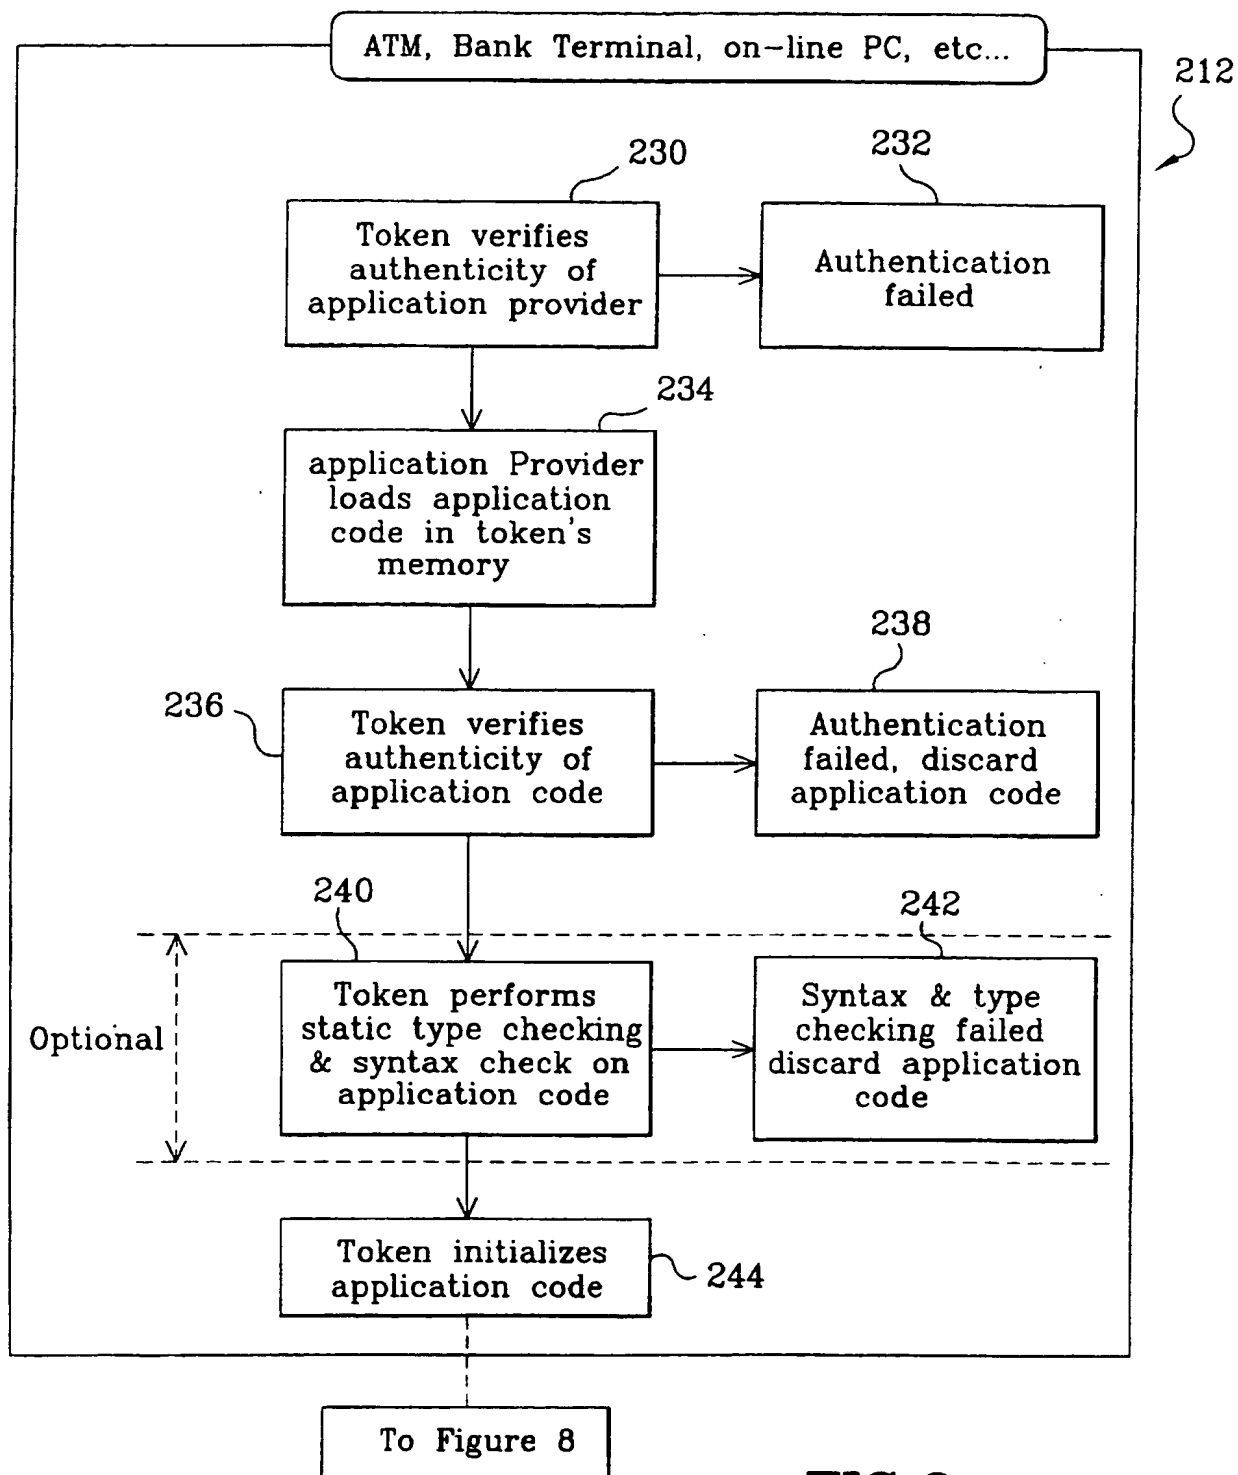 ATM, Bank Terminal, on-line PC, etc...
212
230
232
Token verifies
authenticity of
application provider
Authentication
failed
234
application Provider
loads application
code in token's
memory
238
236
Token verifies
authenticity of
application code
Authentication
failed, discard
application code
240
242
Optional
Token performs
static type checking
& syntax check on
application code
Syntax & type
checking failed
discard application
code
Token initializes
application code
244
To Figure 8